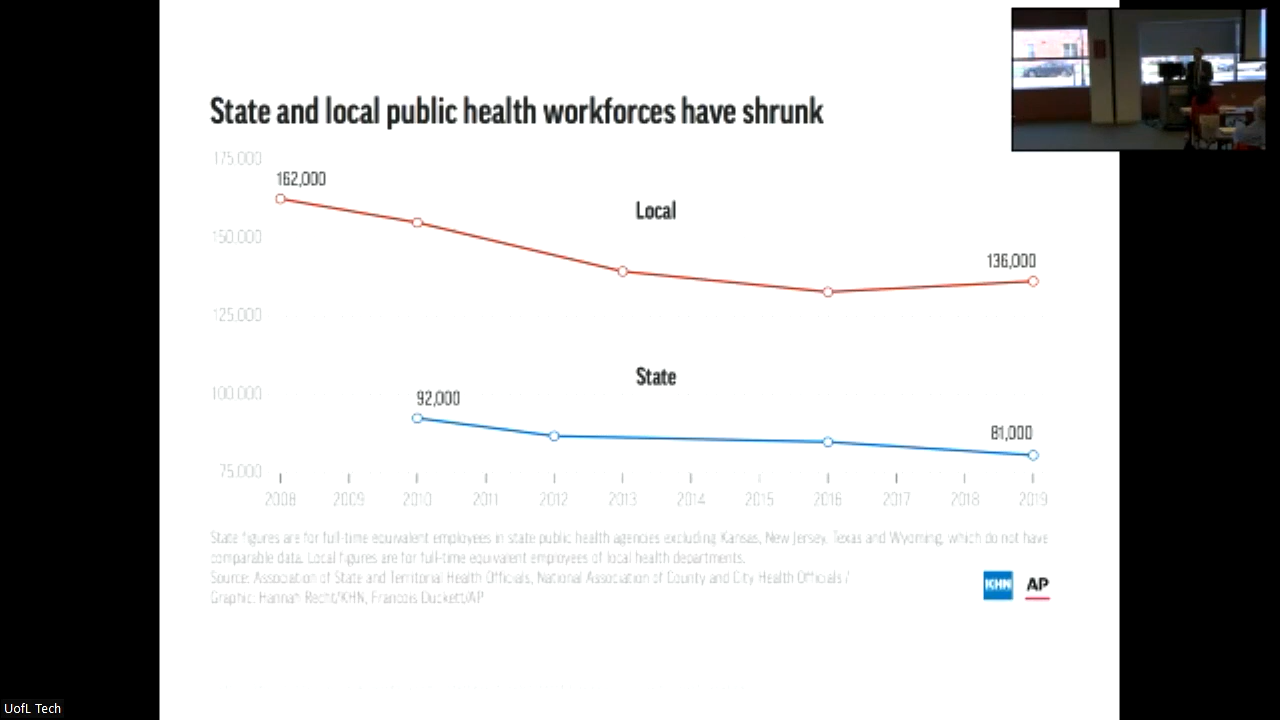 State and local public health workforces have shrunk
175,000
162,000
Local
150,000
136,000
125,000
State
100,000
92,000
81,000
75,000
2008 2009 2010 2011 2012 2013 2014 2015 2016 2017 2018 2019
State figures are for full-time equivalent employees in state public health agencies excluding Kansas, New Jersey, Texas and Wyoming, which do not have
comparable data. Local figures are for full-time equivalent employees of local health departments.
Source: Association of State and Territorial Health Officials, National Association of County and City Health Officials /
Graphic: Hannah Recht/KHN, Francois Duckett/AP
KHN AP
UofL Tech